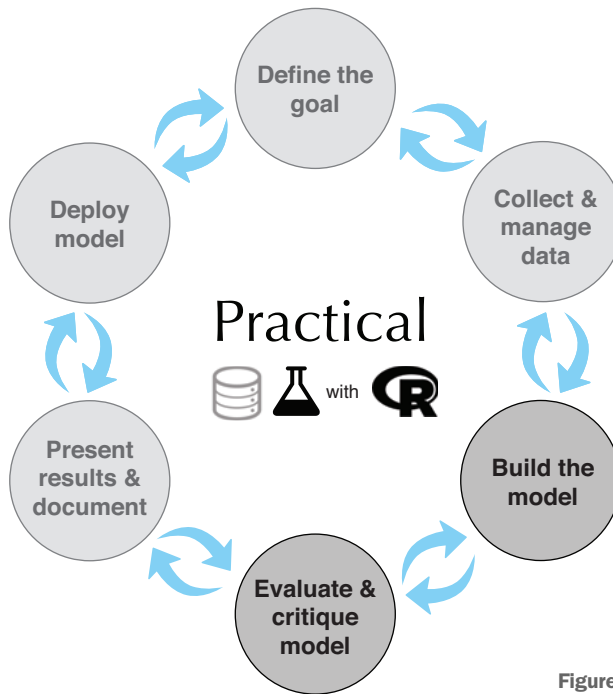 Define the
goal
Deploy
model
Collect &
manage
data
Practical
with R
Present
results &
document
Build the
model
Evaluate &
critique
model
Figure